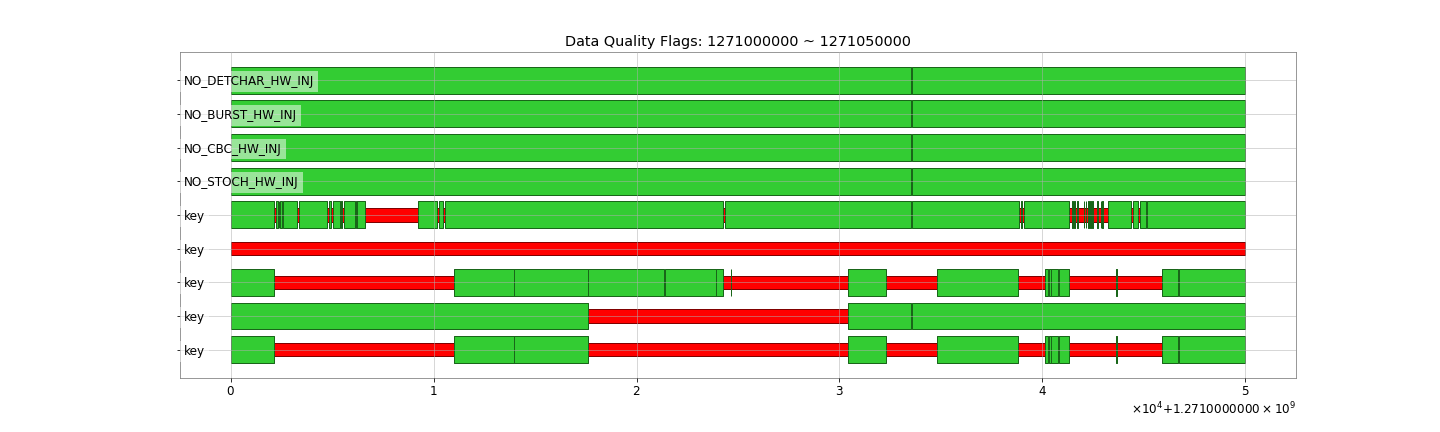 Data Quality Flags: 1271000000 ~ 1271050000
NO_DETCHAR_HW_INJ
NO_BURST_HW_INJ
NO_CBC_HW_INJ
NO_STOCH_HW_INJ
key
key
key
key
key
0 1 2 3 4 5
×10⁴+1.2710000000 × 10⁹